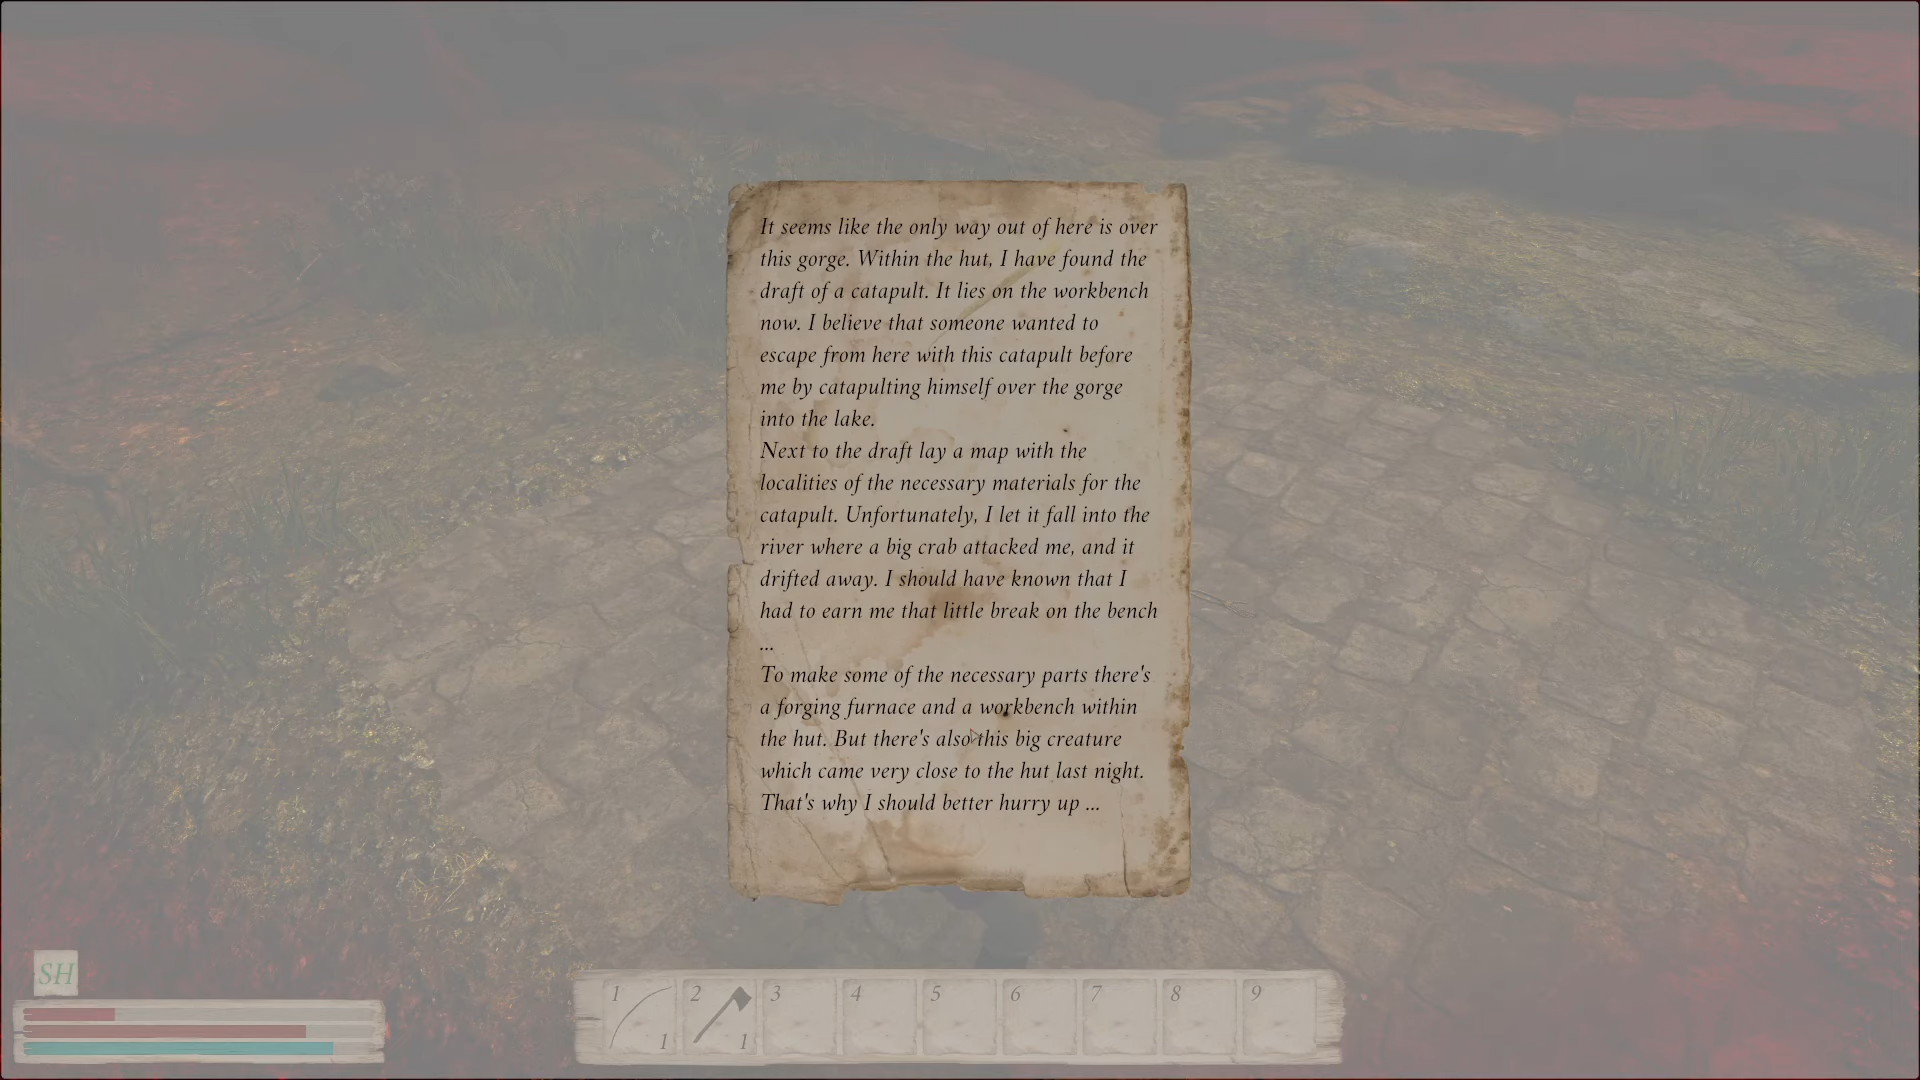 It seems like the only way out of here is over
this gorge. Within the hut, I have found the
draft of a catapult. It lies on the workbench
now. I believe that someone wanted to
escape from here with this catapult before
me by catapulting himself over the gorge
into the lake.
Next to the draft lay a map with the
localities of the necessary materials for the
catapult. Unfortunately, I let it fall into the
river where a big crab attacked me, and it
drifted away. I should have known that I
had to earn me that little break on the bench
...
To make some of the necessary parts there's
a forging furnace and a workbench within
the hut. But there's also this big creature
which came very close to the hut last night.
That's why I should better hurry up ...
SH
1 2 3 4 5 6 7 8 9
1 1